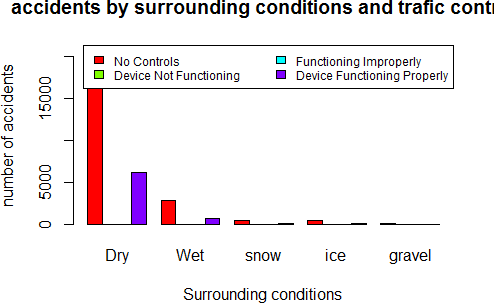 accidents by surrounding conditions and trafic contr
No Controls
Device Not Functioning
Functioning Improperly
Device Functioning Properly
number of accidents
15000
5000
0
Dry Wet snow ice gravel
Surrounding conditions